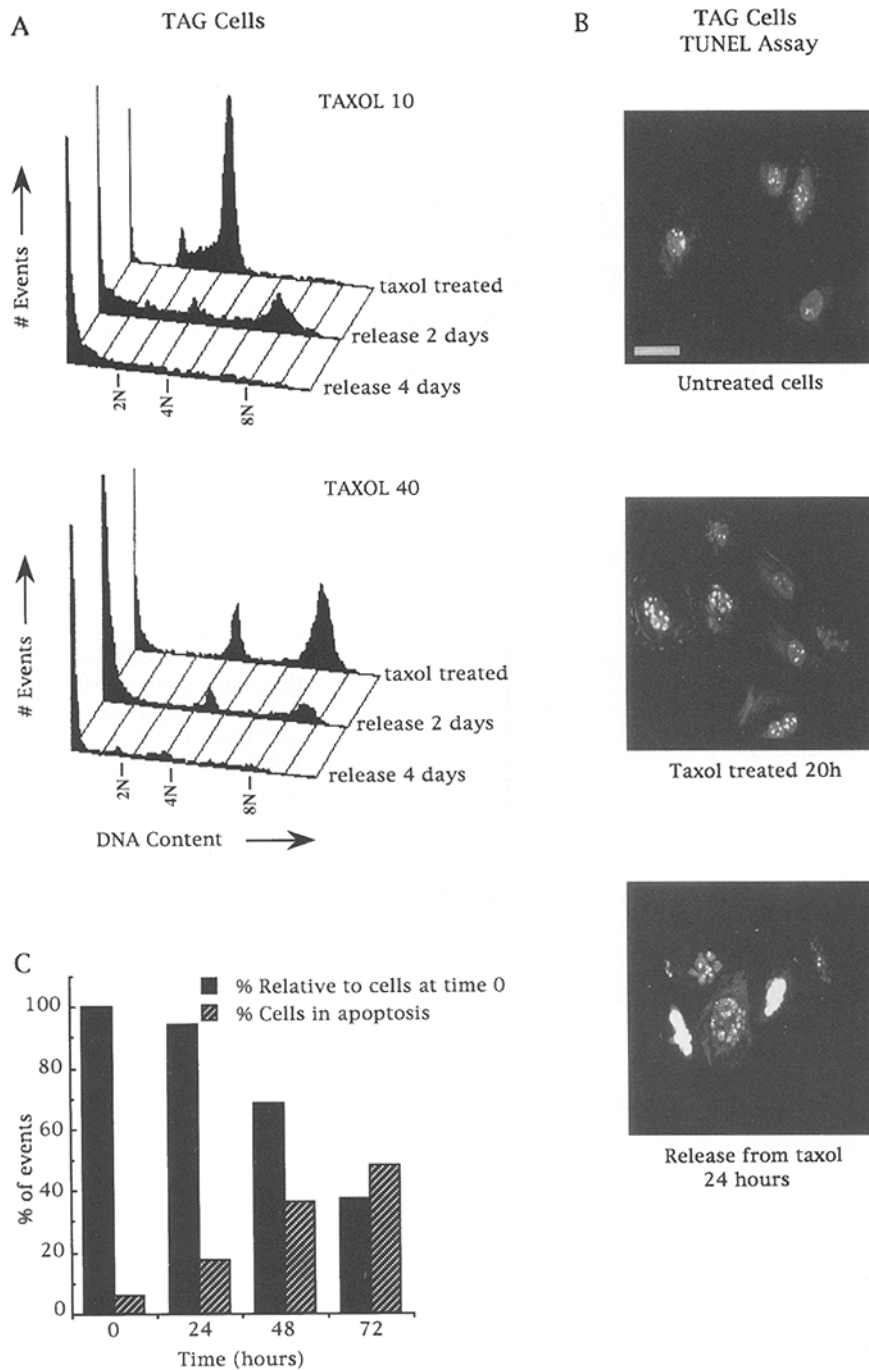 A
TAG Cells
TAXOL 10
# Events
taxol treated
release 2 days
release 4 days
2N
4N
8N
TAXOL 40
# Events
taxol treated
release 2 days
release 4 days
2N
4N
8N
DNA Content
B
TAG Cells
TUNEL Assay
Untreated cells
Taxol treated 20h
Release from taxol
24 hours
C
% Relative to cells at time 0
% Cells in apoptosis
% of events
100
80
60
40
20
0
0 24 48 72
Time (hours)